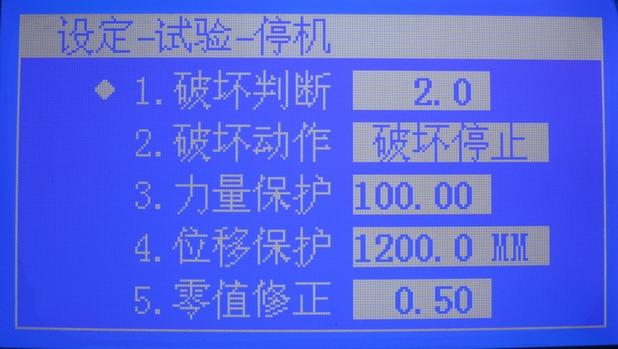 设定-试验-停机
◆ 1.破坏判断 2.0
2.破坏动作 破坏停止
3.力量保护 100.00
4.位移保护 1200.0 MM
5.零值修正 0.50